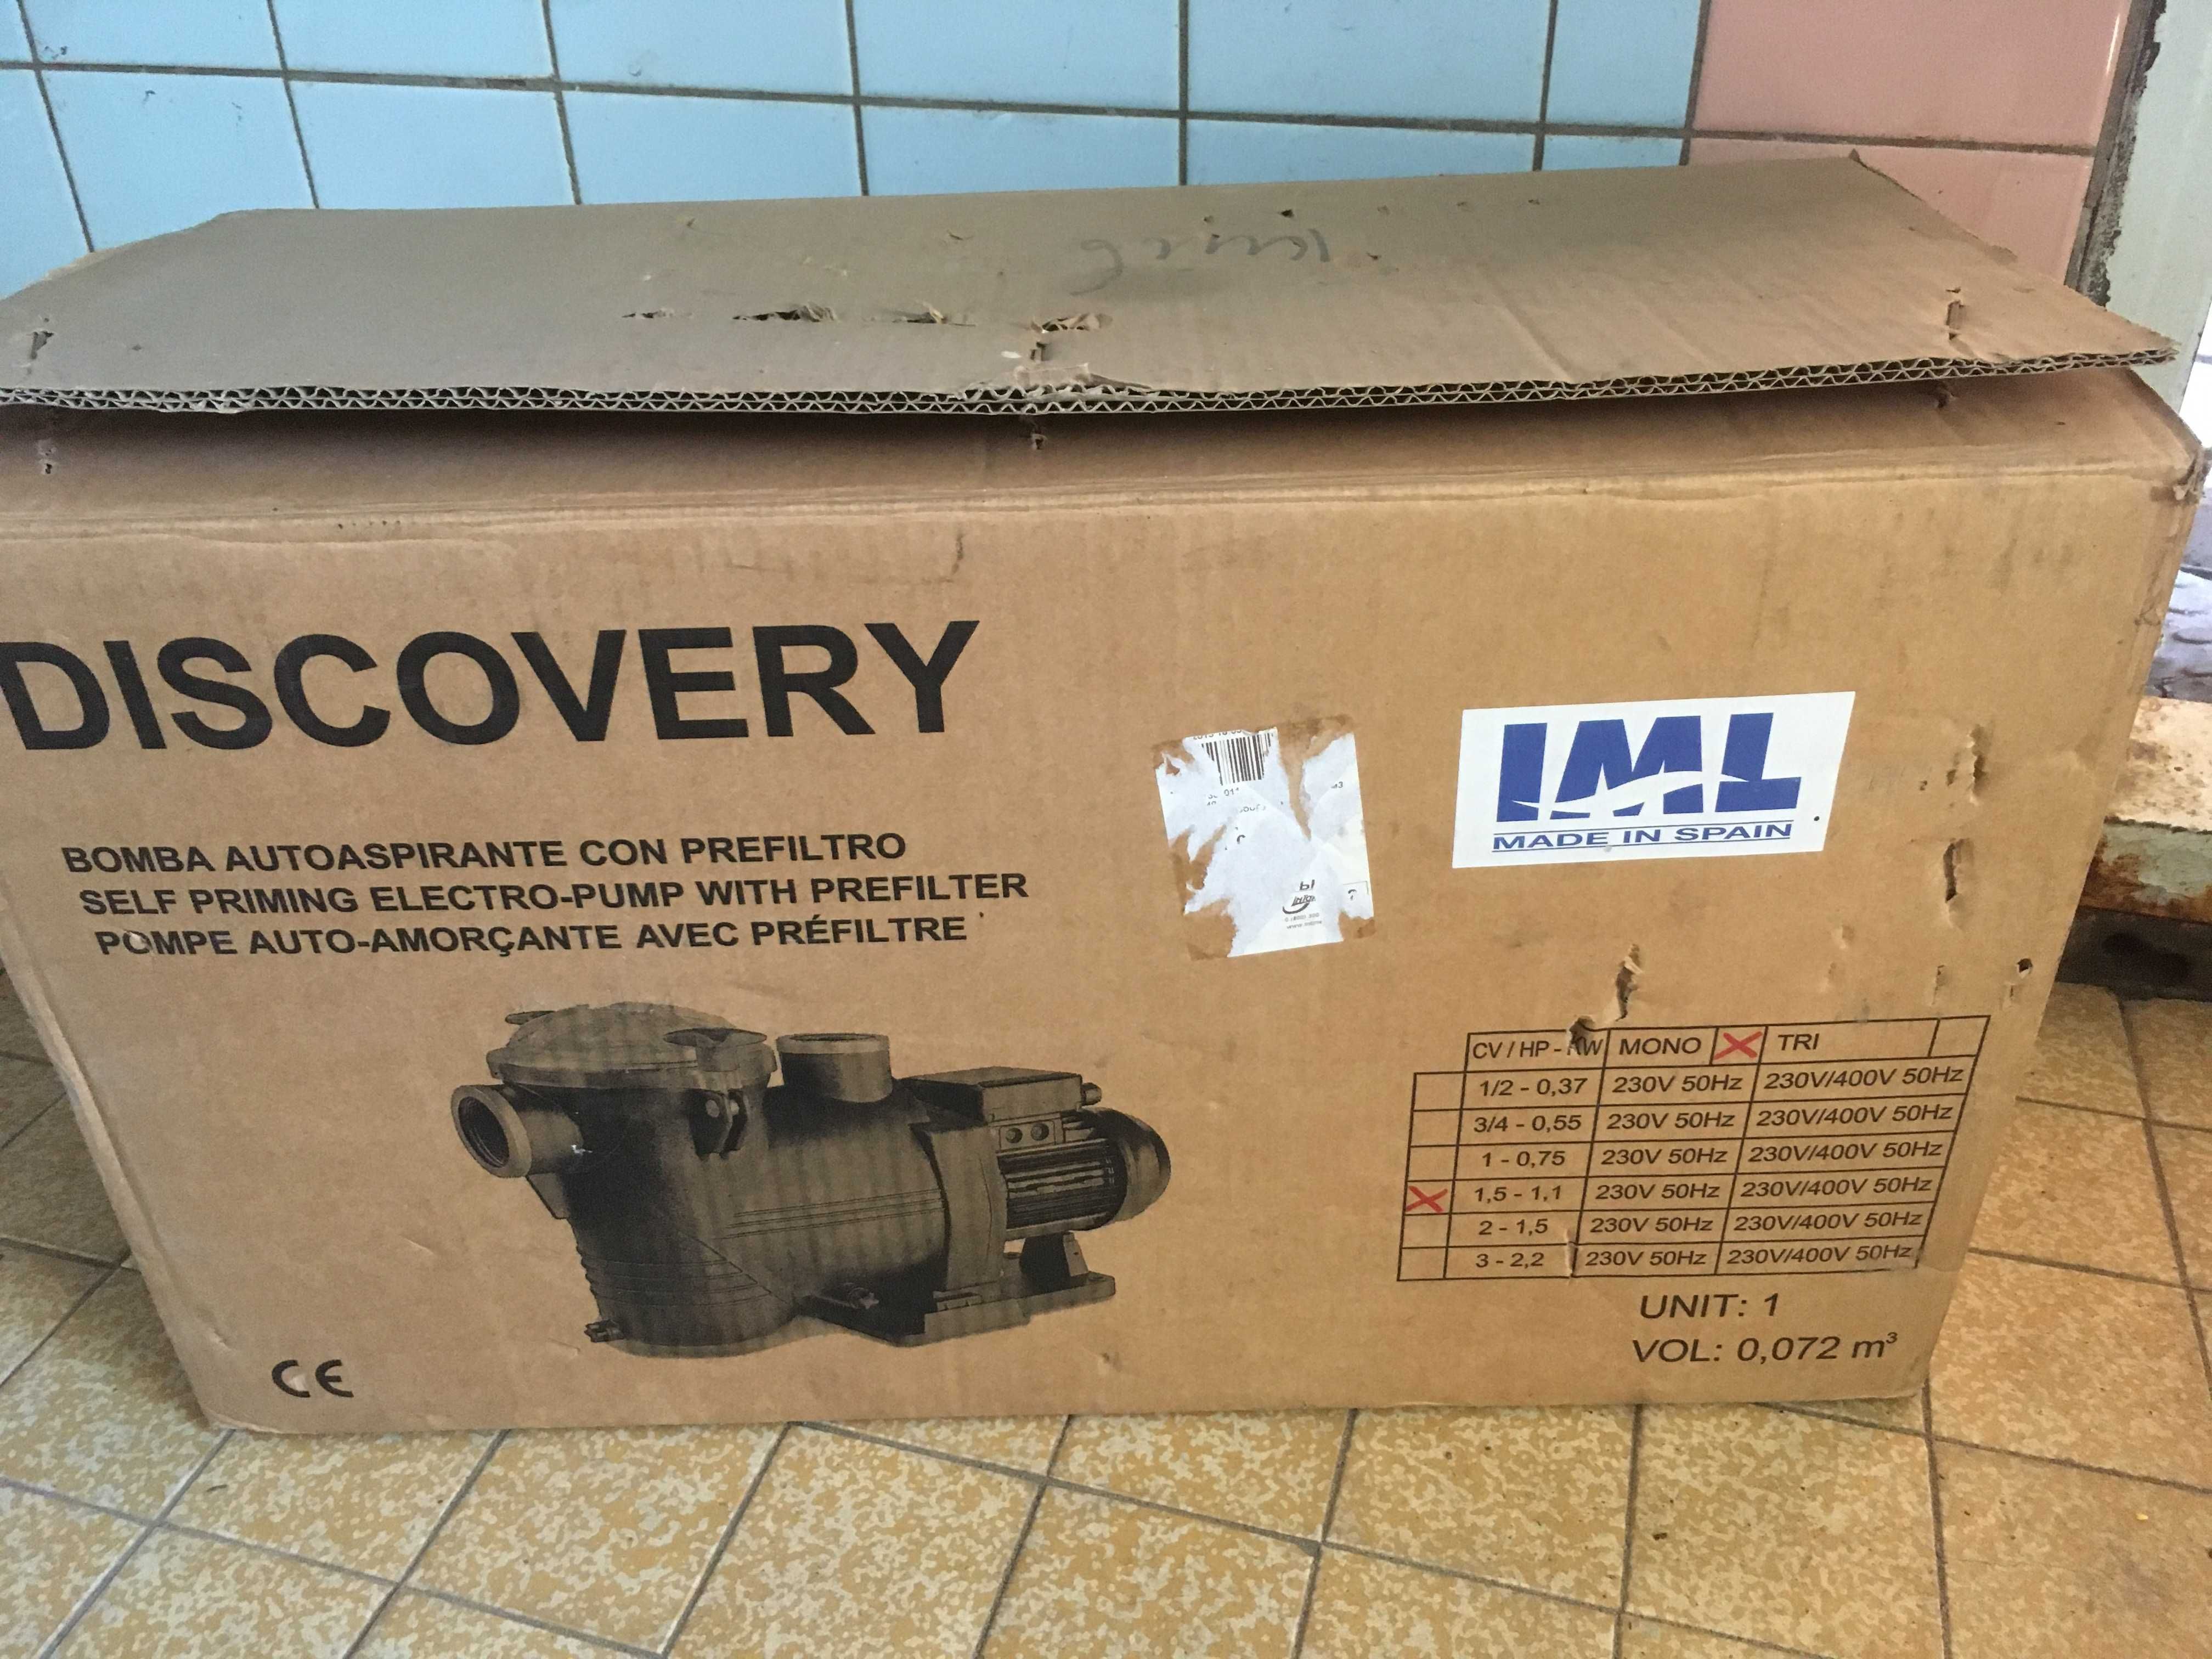 DISCOVERY
BOMBA AUTOASPIRANTE CON PREFILTRO
SELF PRIMING ELECTRO-PUMP WITH PREFILTER
POMPE AUTO-AMORÇANTE AVEC PRÉFILTRE
IML
MADE IN SPAIN
CV / HP - KW MONO TRI
1/2 - 0,37 230V 50Hz 230V/400V 50Hz
3/4 - 0,55 230V 50Hz 230V/400V 50Hz
1 - 0,75 230V 50Hz 230V/400V 50Hz
1,5 - 1,1 230V 50Hz 230V/400V 50Hz
2 - 1,5 230V 50Hz 230V/400V 50Hz
3 - 2,2 230V 50Hz 230V/400V 50Hz
UNIT: 1
VOL: 0,072 m³
CE